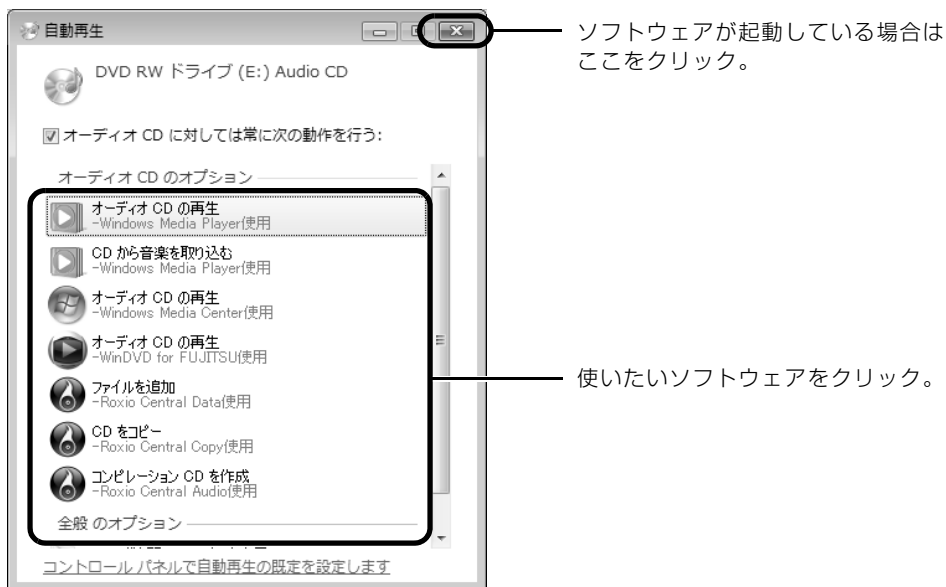 自動再生
ソフトウェアが起動している場合は
ここをクリック。
DVD RW ドライブ (E:) Audio CD
オーディオ CD に対しては常に次の動作を行う:
オーディオ CD のオプション
オーディオ CD の再生
-Windows Media Player使用
CD から音楽を取り込む
-Windows Media Player使用
オーディオ CD の再生
-Windows Media Center使用
オーディオ CD の再生
-WinDVD for FUJITSU使用
使いたいソフトウェアをクリック。
ファイルを追加
-Roxio Central Data使用
CD をコピー
-Roxio Central Copy使用
コンピレーション CD を作成
-Roxio Central Audio使用
全般 のオプション
コントロール パネルで自動再生の既定を設定します